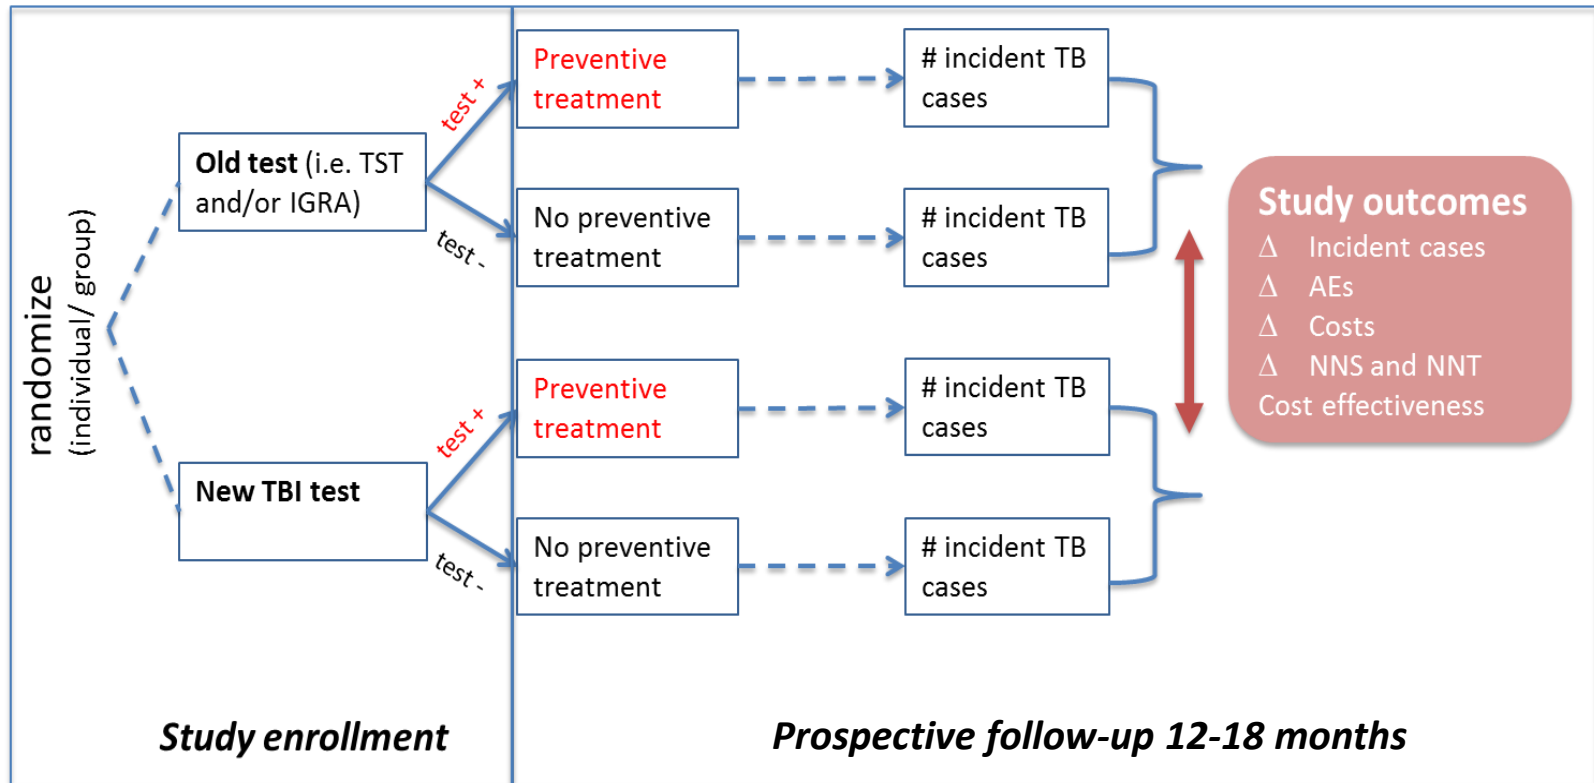 randomize
(individual/ group)
Old test (i.e. TST
and/or IGRA)
New TBI test
test +
test -
test +
test -
Preventive
treatment
No preventive
treatment
Preventive
treatment
No preventive
treatment
# incident TB
cases
# incident TB
cases
# incident TB
cases
# incident TB
cases
Study outcomes
Δ Incident cases
Δ AEs
Δ Costs
Δ NNS and NNT
Cost effectiveness
Study enrollment
Prospective follow-up 12-18 months